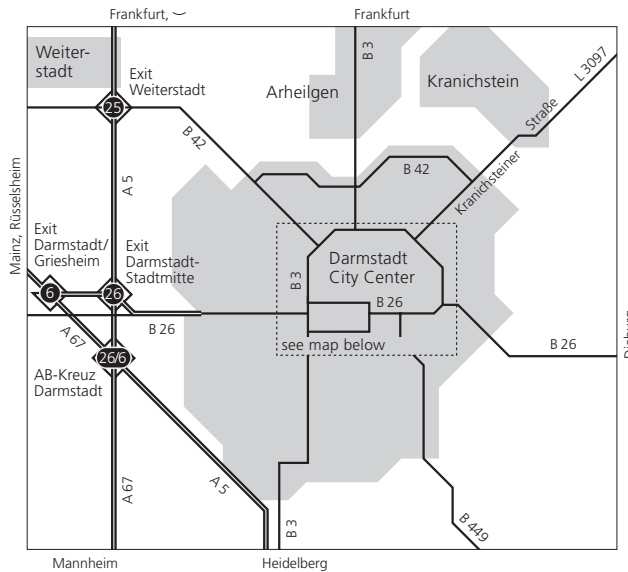 Frankfurt,
Frankfurt
Weiter-
stadt
Exit
Weiterstadt
25
B 3
Arheilgen
Kranichstein
L 3097
Kranichsteiner Straße
B 42
B 42
A 5
Mainz, Rüsselsheim
Exit
Darmstadt/
Griesheim
Exit
Darmstadt-
Stadtmitte
Darmstadt
City Center
B 3
B 26
6
26
A 67
B 26
26/6
see map below
B 26
AB-Kreuz
Darmstadt
A 67
A 5
B 3
B 449
Mannheim
Heidelberg